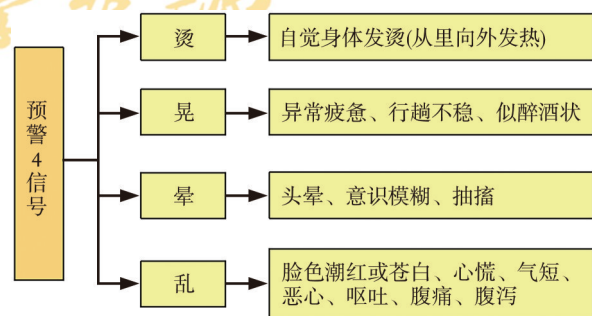 预警4信号
烫
自觉身体发烫(从里向外发热)
晃
异常疲惫、行趟不稳、似醉酒状
晕
头晕、意识模糊、抽搐
乱
脸色潮红或苍白、心慌、气短、
恶心、呕吐、腹痛、腹泻